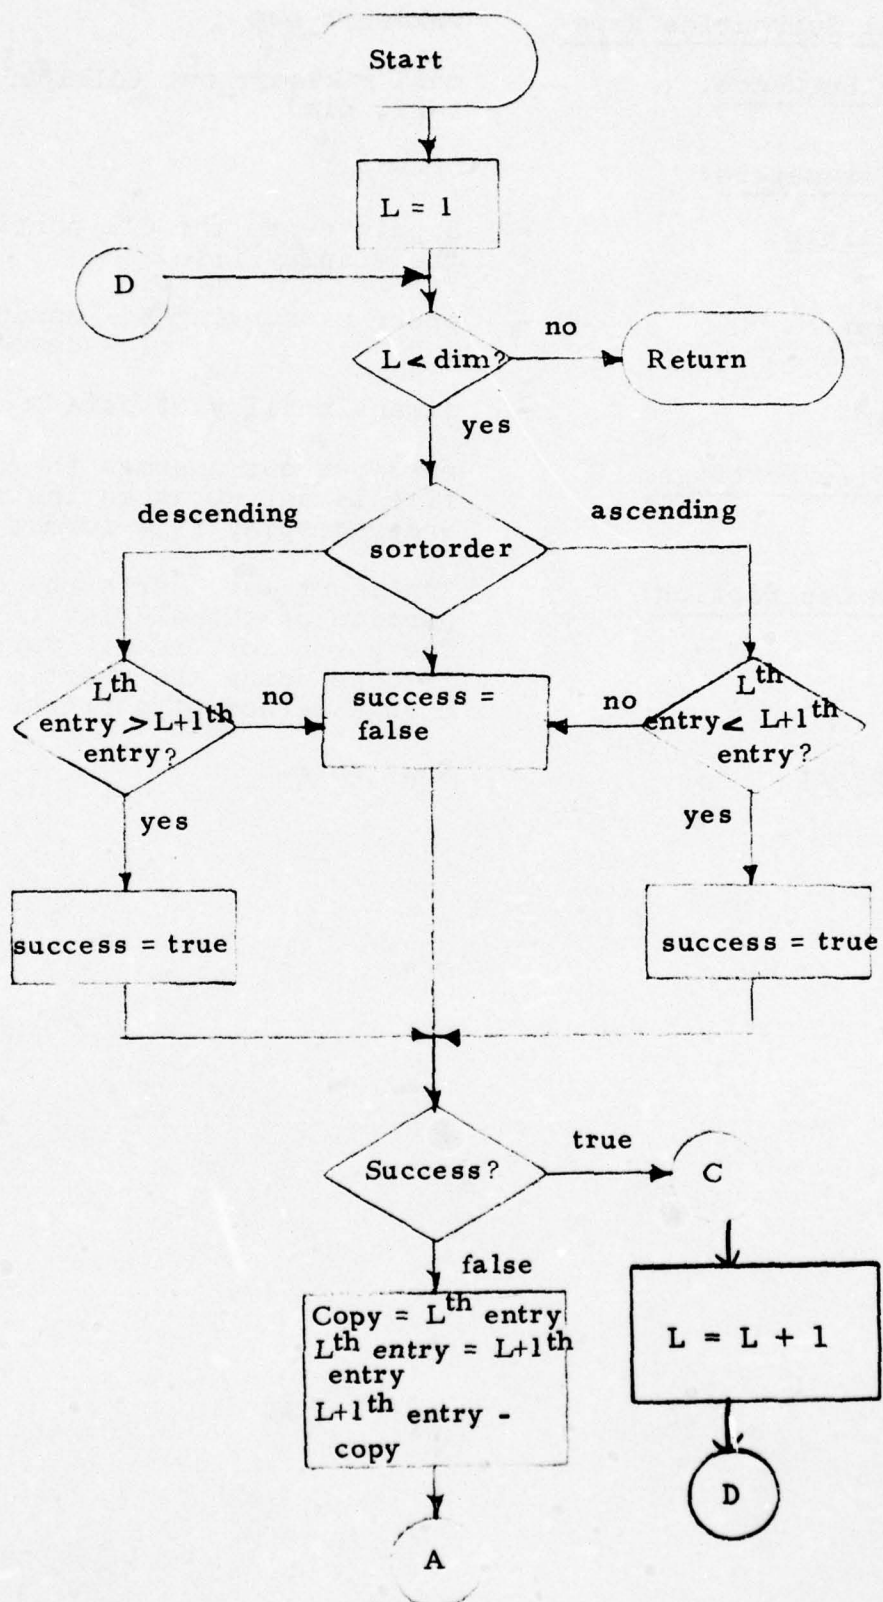 Start
L = 1
D
L < dim?
no
Return
yes
descending
ascending
sortorder
Lth
entry > L+1th
entry?
no
success =
false
no
Lth
entry < L+1th
entry?
yes
yes
success = true
success = true
Success?
true
C
false
Copy = Lth entry
Lth entry = L+1th
entry
L+1th entry -
copy
L = L + 1
D
A